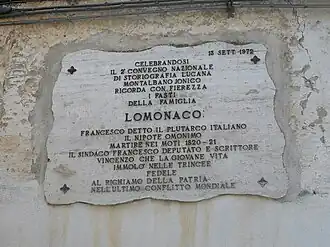 13 SETT. 1972
CELEBRANDOSI
IL 2° CONVEGNO NAZIONALE
DI STORIOGRAFIA LUCANA
MONTALBANO JONICO
RICORDA CON FIEREZZA
I FASTI
DELLA FAMIGLIA
LOMONACO
FRANCESCO DETTO IL PLUTARCO ITALIANO
IL NIPOTE OMONIMO
MARTIRE NEI MOTI 1820-21
IL SINDACO FRANCESCO DEPUTATO E SCRITTORE
VINCENZO CHE LA GIOVANE VITA
IMMOLÒ NELLE TRINCEE
FEDELE
AL RICHIAMO DELLA PATRIA
NELL'ULTIMO CONFLITTO MONDIALE